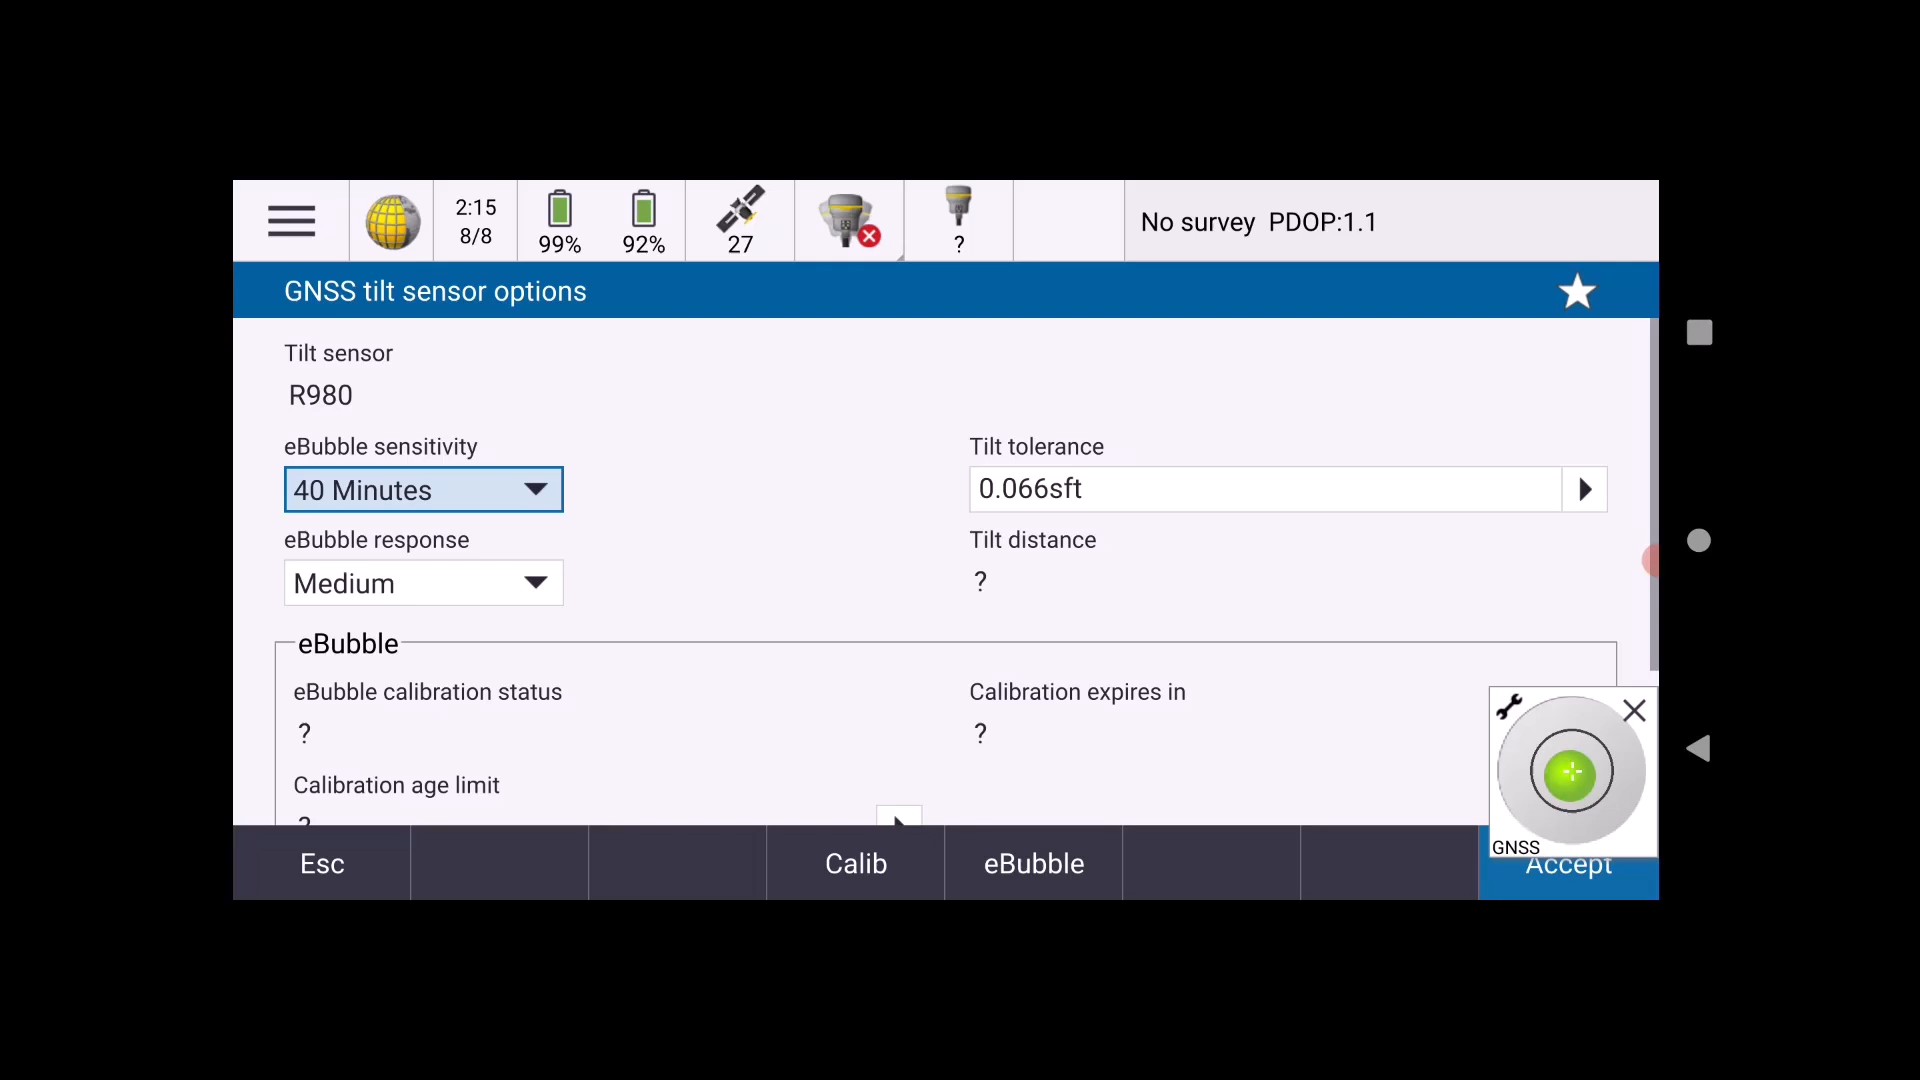 2:15
8/8
99%
92%
27
?
No survey PDOP:1.1
GNSS tilt sensor options
Tilt sensor
R980
eBubble sensitivity
Tilt tolerance
40 Minutes
0.066sft
eBubble response
Tilt distance
Medium
?
eBubble
eBubble calibration status
Calibration expires in
?
?
Calibration age limit
?
GNSS
Esc
Calib
eBubble
Accept